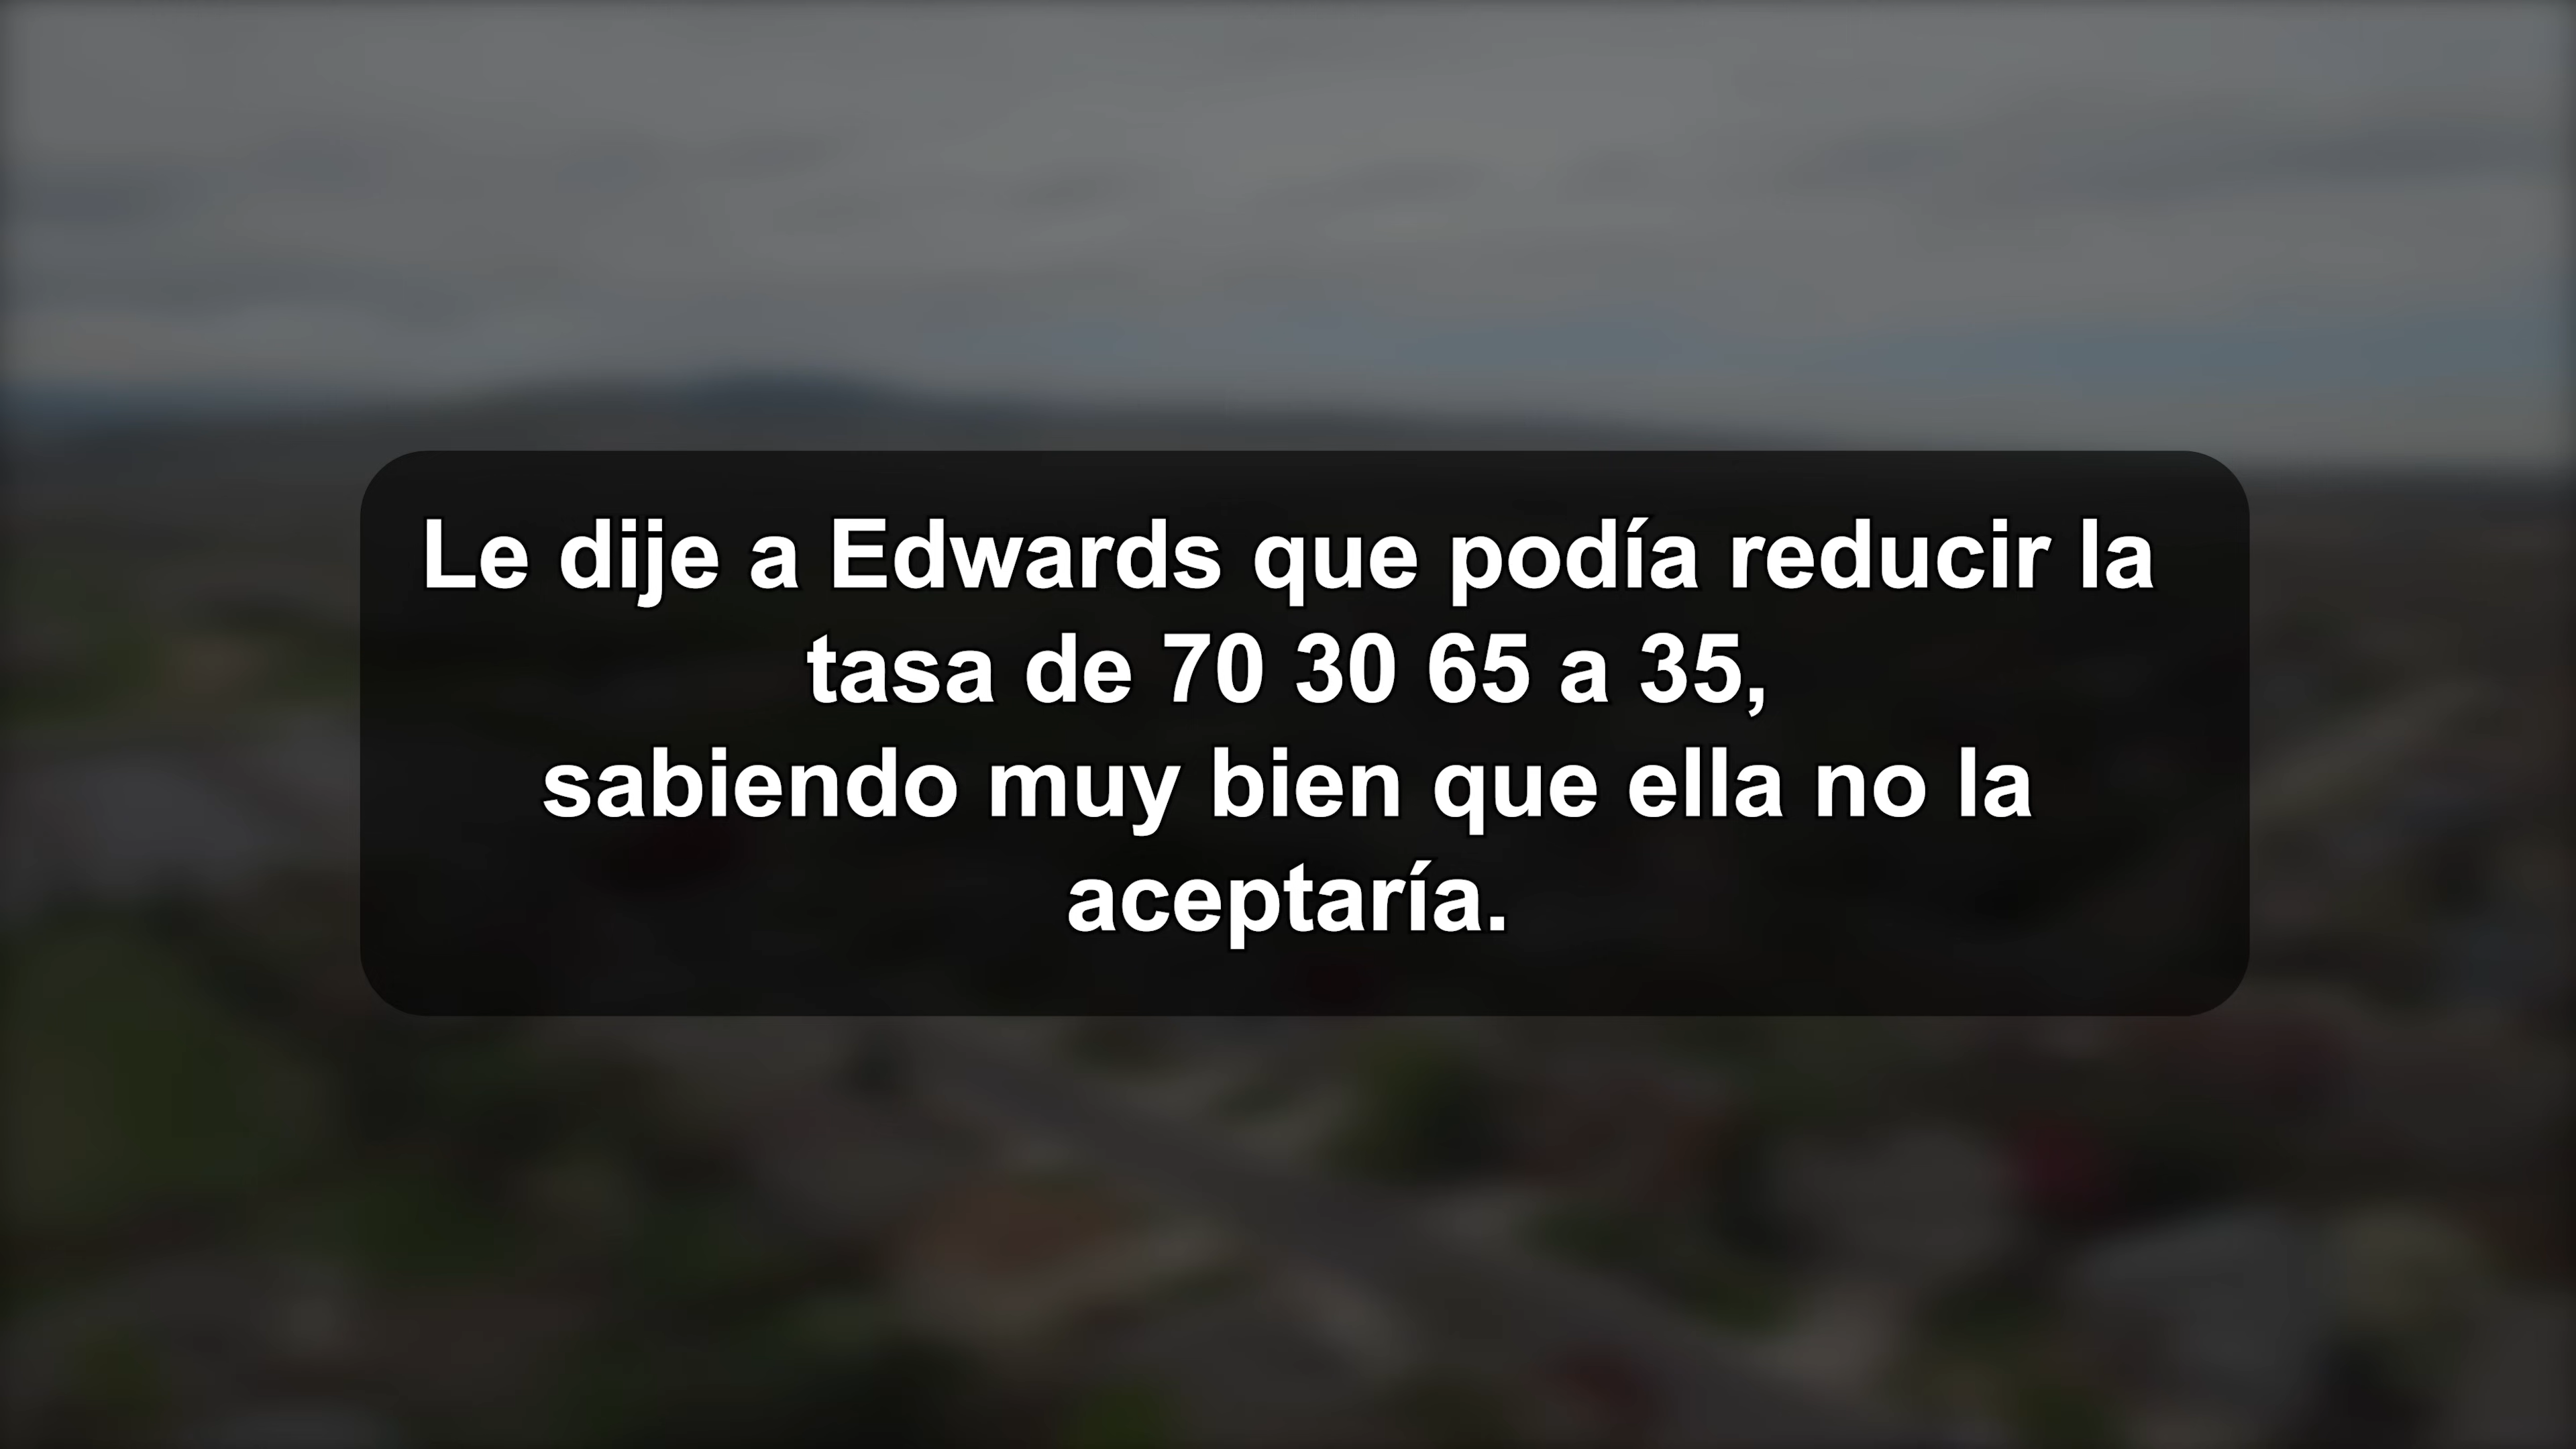 Le dije a Edwards que podía reducir la
tasa de 70 30 65 a 35,
sabiendo muy bien que ella no la
aceptaría.